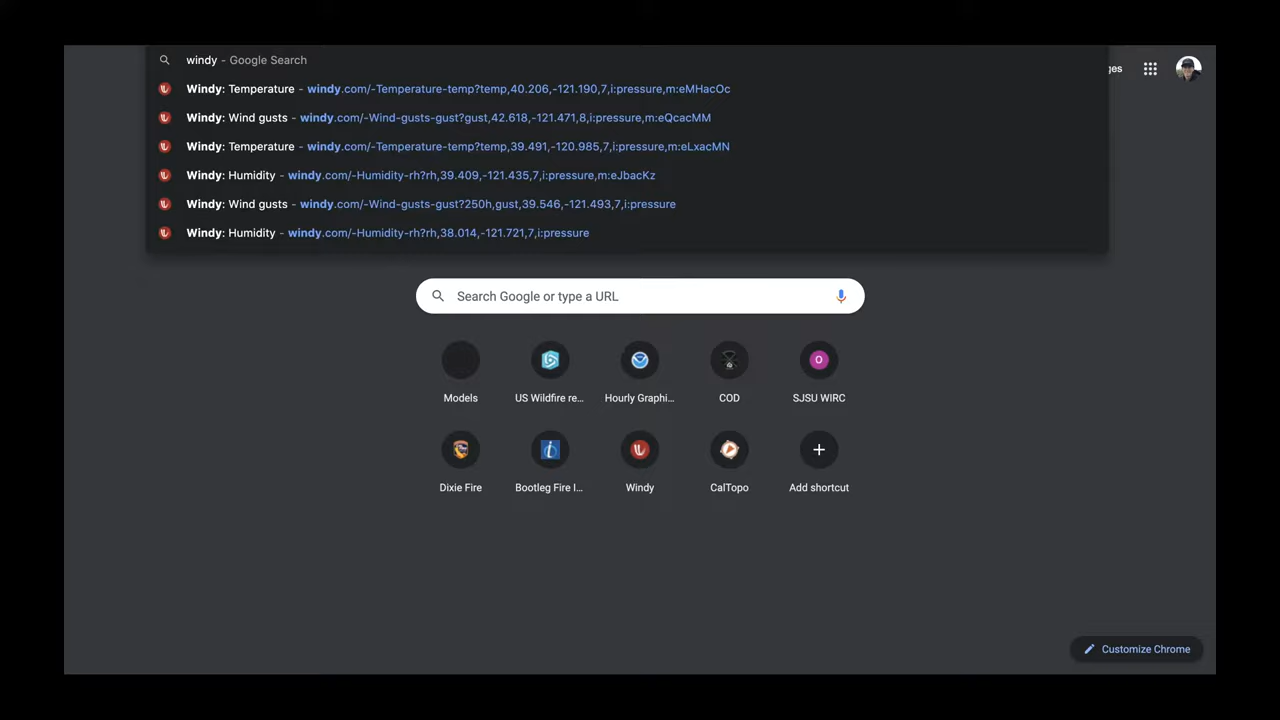 windy - Google Search
ges
Windy: Temperature - windy.com/-Temperature-temp?temp,40.206,-121.190,7,i:pressure,m:eMHacOc
Windy: Wind gusts - windy.com/-Wind-gusts-gust?gust,42.618,-121.471,8,i:pressure,m:eQcacMM
Windy: Temperature - windy.com/-Temperature-temp?temp,39.491,-120.985,7,i:pressure,m:eLxacMN
Windy: Humidity - windy.com/-Humidity-rh?rh,39.409,-121.435,7,i:pressure,m:eJbacKz
Windy: Wind gusts - windy.com/-Wind-gusts-gust?250h,gust,39.546,-121.493,7,i:pressure
Windy: Humidity - windy.com/-Humidity-rh?rh,38.014,-121.721,7,i:pressure
Search Google or type a URL
O
Models US Wildfire re... Hourly Graphi... COD SJSU WIRC
Dixie Fire Bootleg Fire I... Windy CalTopo Add shortcut
Customize Chrome